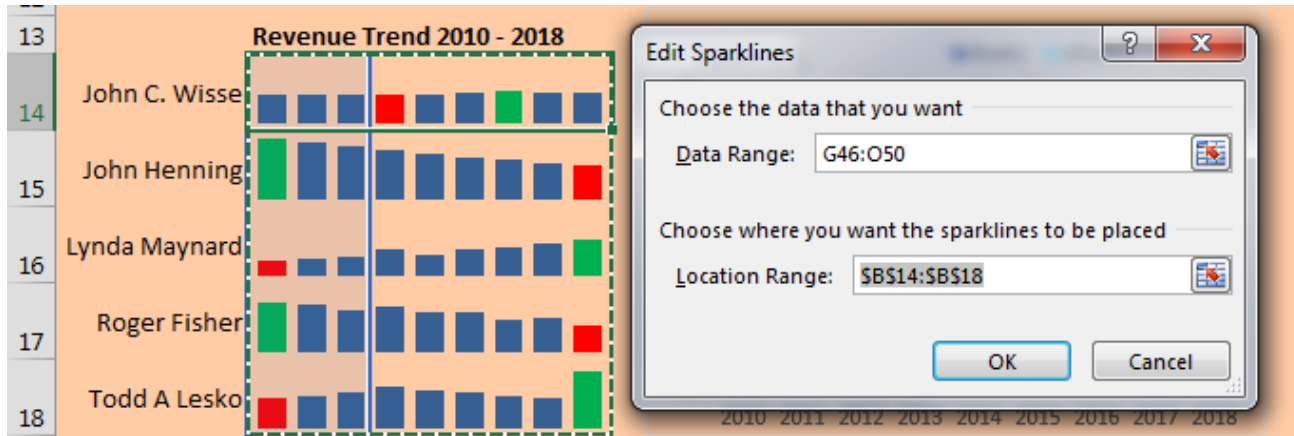 13 Revenue Trend 2010 - 2018
14 John C. Wisse
15 John Henning
16 Lynda Maynard
17 Roger Fisher
18 Todd A Lesko
Edit Sparklines ? x
Choose the data that you want
Data Range: G46:O50
Choose where you want the sparklines to be placed
Location Range: $B$14:$B$18
OK Cancel
2010 2011 2012 2013 2014 2015 2016 2017 2018